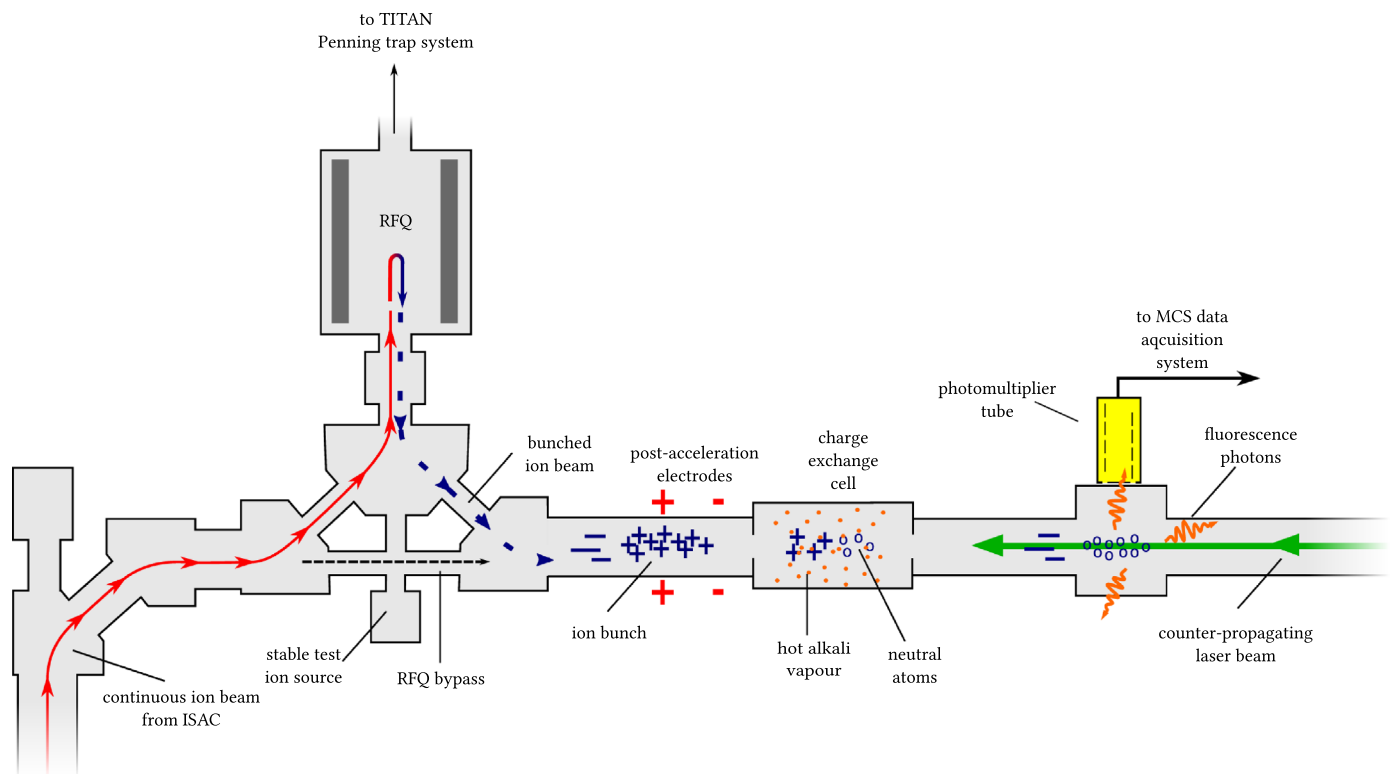 to TITAN
Penning trap system
RFQ
to MCS data
aqcuisition
system
photomultiplier
tube
fluorescence
photons
bunched
ion beam
post-acceleration
electrodes
charge
exchange
cell
ion bunch
hot alkali
vapour
neutral
atoms
counter-propagating
laser beam
stable test
ion source
RFQ bypass
continuous ion beam
from ISAC